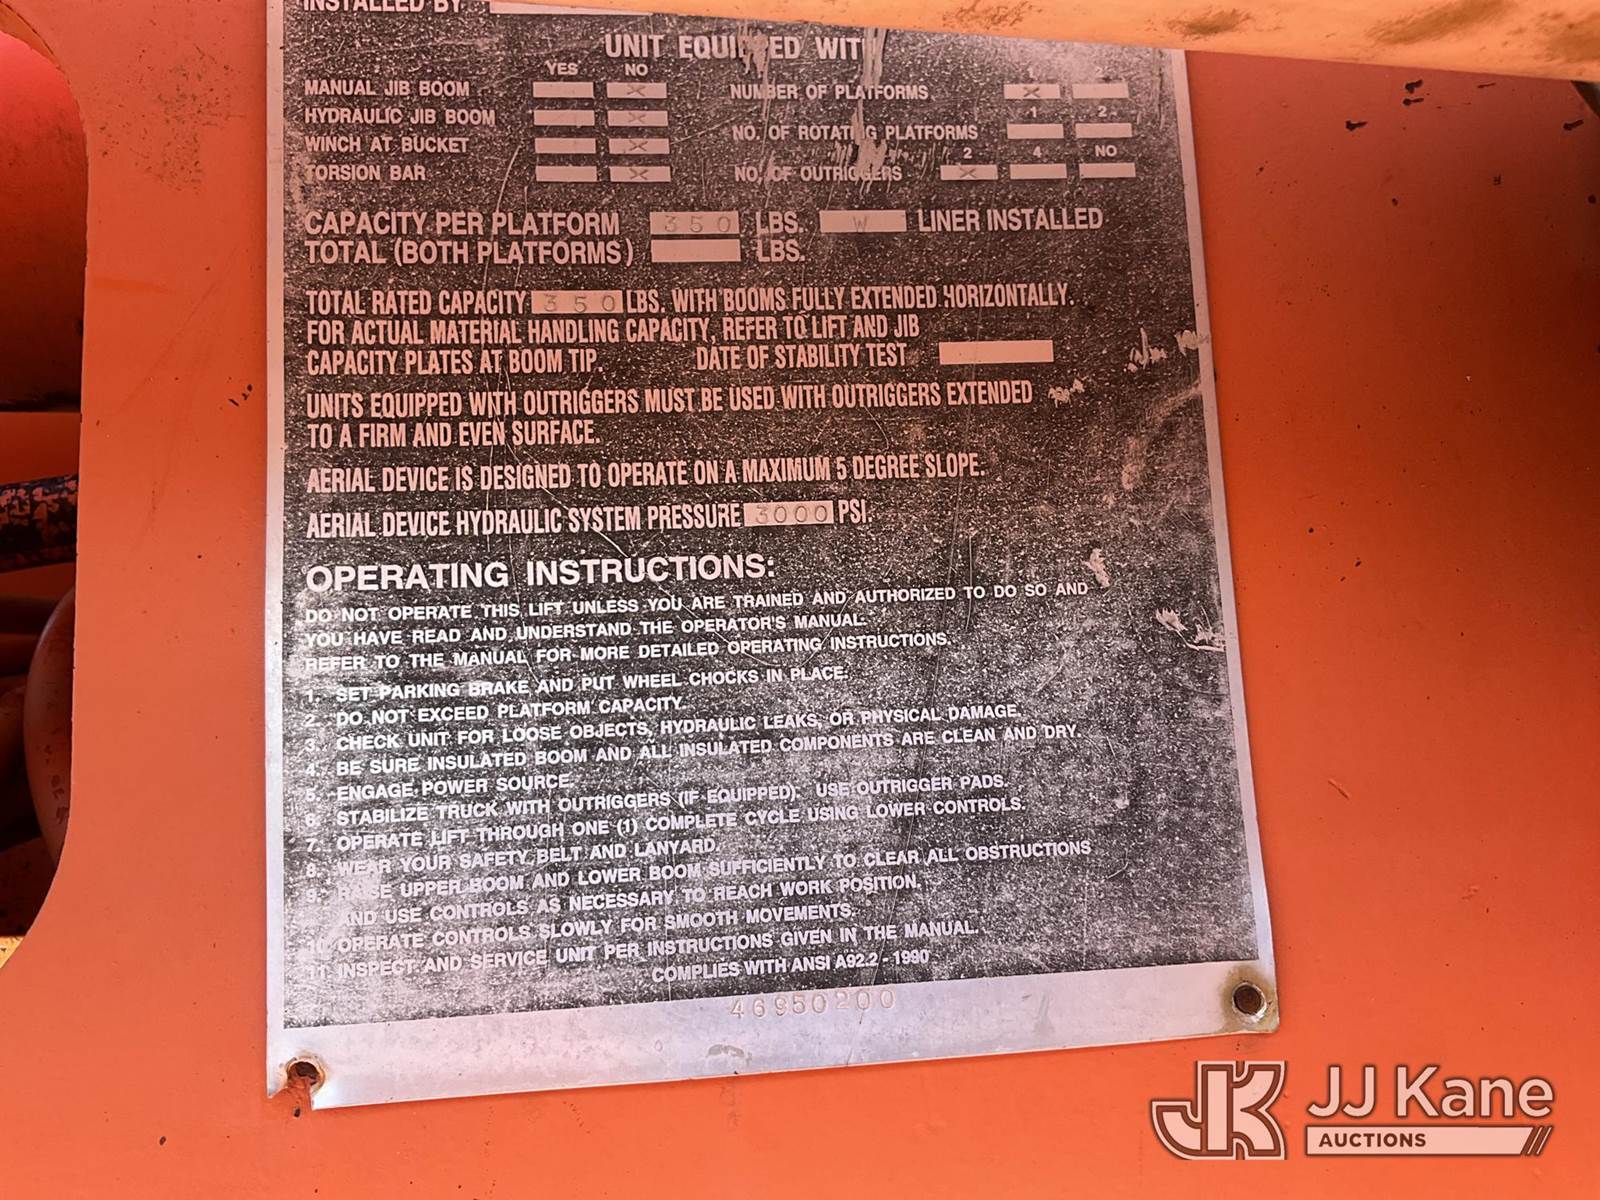 INSTALLED BY
UNIT EQUIPPED WITH
YES NO
MANUAL JIB BOOM X
HYDRAULIC JIB BOOM X
WINCH AT BUCKET X
TORSION BAR X
1 2
NUMBER OF PLATFORMS X
1 2
NO. OF ROTATING PLATFORMS
2 4 NO
NO. OF OUTRIGGERS X
CAPACITY PER PLATFORM 350 LBS. W LINER INSTALLED
TOTAL (BOTH PLATFORMS) LBS.
TOTAL RATED CAPACITY 350 LBS. WITH BOOMS FULLY EXTENDED HORIZONTALLY.
FOR ACTUAL MATERIAL HANDLING CAPACITY, REFER TO LIFT AND JIB
CAPACITY PLATES AT BOOM TIP. DATE OF STABILITY TEST
UNITS EQUIPPED WITH OUTRIGGERS MUST BE USED WITH OUTRIGGERS EXTENDED
TO A FIRM AND EVEN SURFACE.
AERIAL DEVICE IS DESIGNED TO OPERATE ON A MAXIMUM 5 DEGREE SLOPE.
AERIAL DEVICE HYDRAULIC SYSTEM PRESSURE 3000 PSI.
OPERATING INSTRUCTIONS:
DO NOT OPERATE THIS LIFT UNLESS YOU ARE TRAINED AND AUTHORIZED TO DO SO AND
YOU HAVE READ AND UNDERSTAND THE OPERATOR'S MANUAL.
REFER TO THE MANUAL FOR MORE DETAILED OPERATING INSTRUCTIONS.
1. SET PARKING BRAKE AND PUT WHEEL CHOCKS IN PLACE.
2. DO NOT EXCEED PLATFORM CAPACITY.
3. CHECK UNIT FOR LOOSE OBJECTS, HYDRAULIC LEAKS, OR PHYSICAL DAMAGE.
4. BE SURE INSULATED BOOM AND ALL INSULATED COMPONENTS ARE CLEAN AND DRY.
5. ENGAGE POWER SOURCE.
6. STABILIZE TRUCK WITH OUTRIGGERS (IF EQUIPPED). USE OUTRIGGER PADS.
7. OPERATE LIFT THROUGH ONE (1) COMPLETE CYCLE USING LOWER CONTROLS.
8. WEAR YOUR SAFETY BELT AND LANYARD.
9. RAISE UPPER BOOM AND LOWER BOOM SUFFICIENTLY TO CLEAR ALL OBSTRUCTIONS
AND USE CONTROLS AS NECESSARY TO REACH WORK POSITION.
10. OPERATE CONTROLS SLOWLY FOR SMOOTH MOVEMENTS.
11. INSPECT AND SERVICE UNIT PER INSTRUCTIONS GIVEN IN THE MANUAL.
COMPLIES WITH ANSI A92.2 - 1990
46950200
JK JJ Kane
AUCTIONS